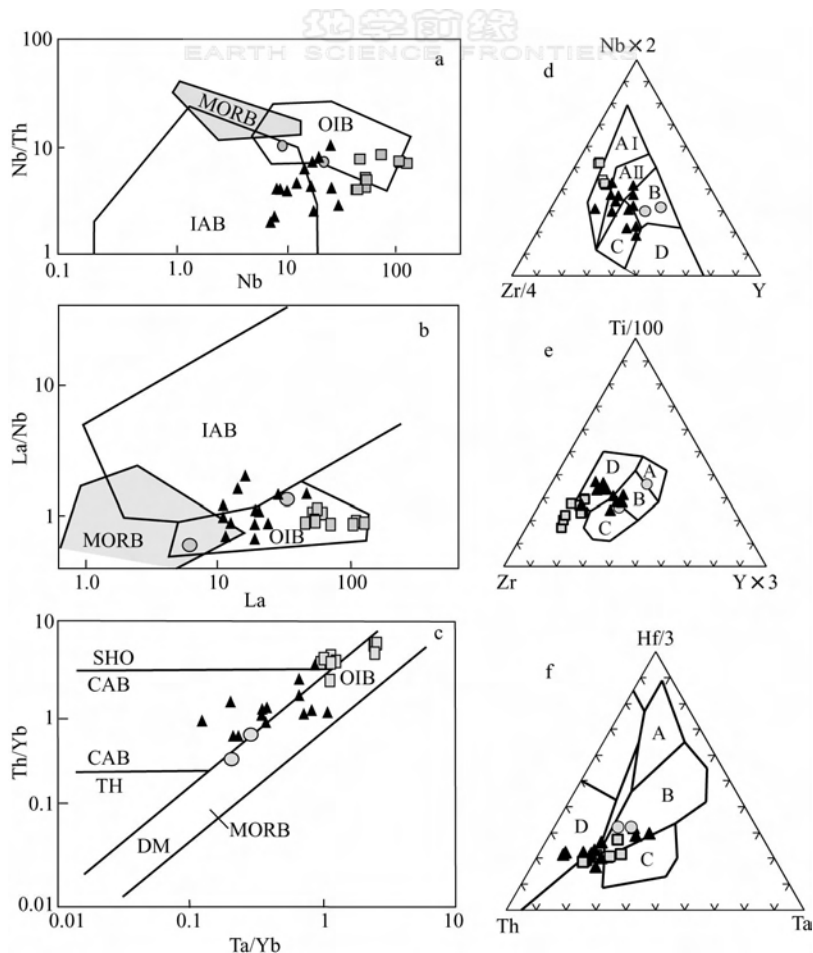 地学前缘
EARTH SCIENCE FRONTIERS
100
10
1
Nb/Th
a
MORB
OIB
IAB
0.1
1.0
10
100
Nb
b
10
1
La/Nb
IAB
MORB
OIB
1.0
10
100
La
c
10
1
0.1
0.01
Th/Yb
SHO
CAB
CAB
TH
OIB
DM
MORB
0.01
0.1
1
10
Ta/Yb
d
Nb×2
AⅠ
AⅡ
B
C
D
Zr/4
Y
e
Ti/100
D
A
B
C
Zr
Y×3
f
Hf/3
A
B
D
C
Th
Ta